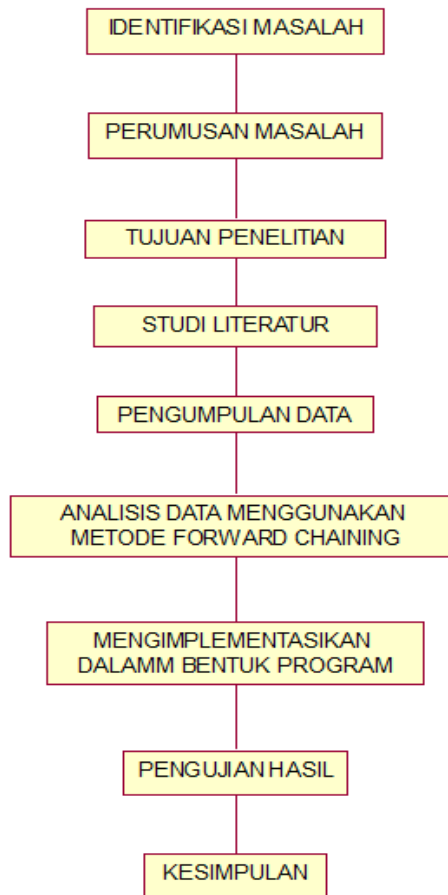 IDENTIFIKASI MASALAH
PERUMUSAN MASALAH
TUJUAN PENELITIAN
STUDI LITERATUR
PENGUMPULAN DATA
ANALISIS DATA MENGGUNAKAN
METODE FORWARD CHAINING
MENGIMPLEMENTASIKAN
DALAMM BENTUK PROGRAM
PENGUJIAN HASIL
KESIMPULAN